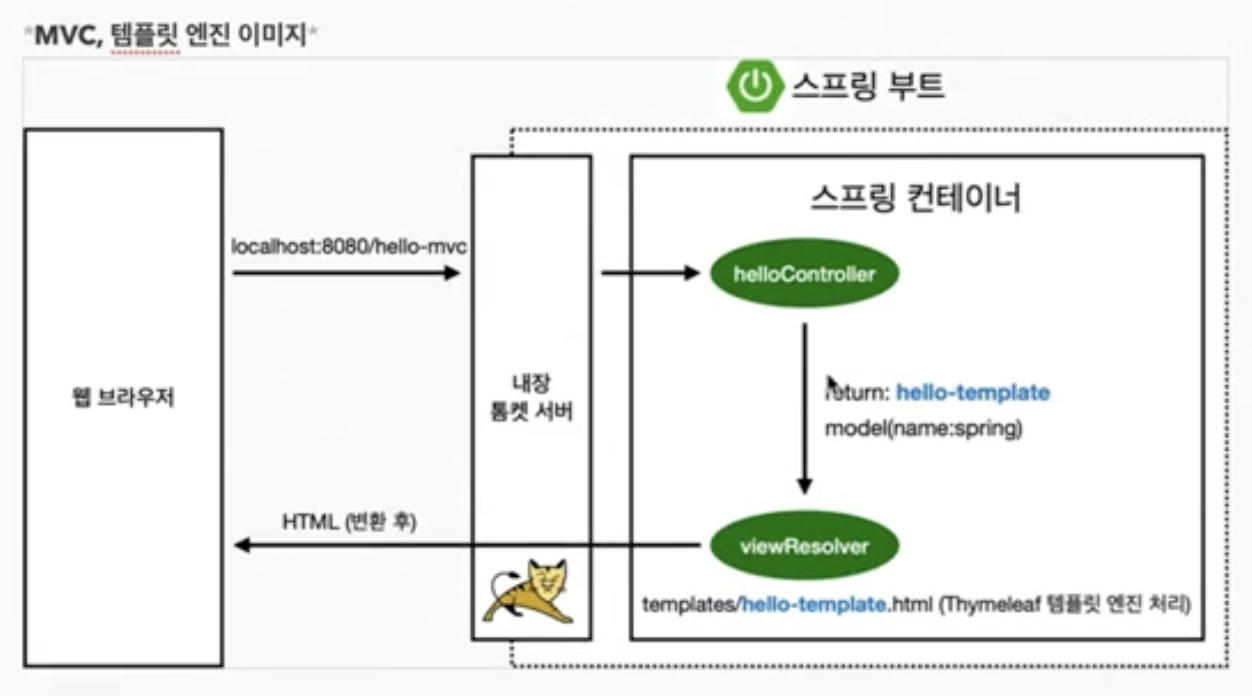 *MVC, 템플릿 엔진 이미지*
스프링 부트
스프링 컨테이너
localhost:8080/hello-mvc
helloController
웹 브라우저
내장
톰켓 서버
return: hello-template
model(name:spring)
HTML (변환 후)
viewResolver
templates/hello-template.html (Thymeleaf 템플릿 엔진 처리)